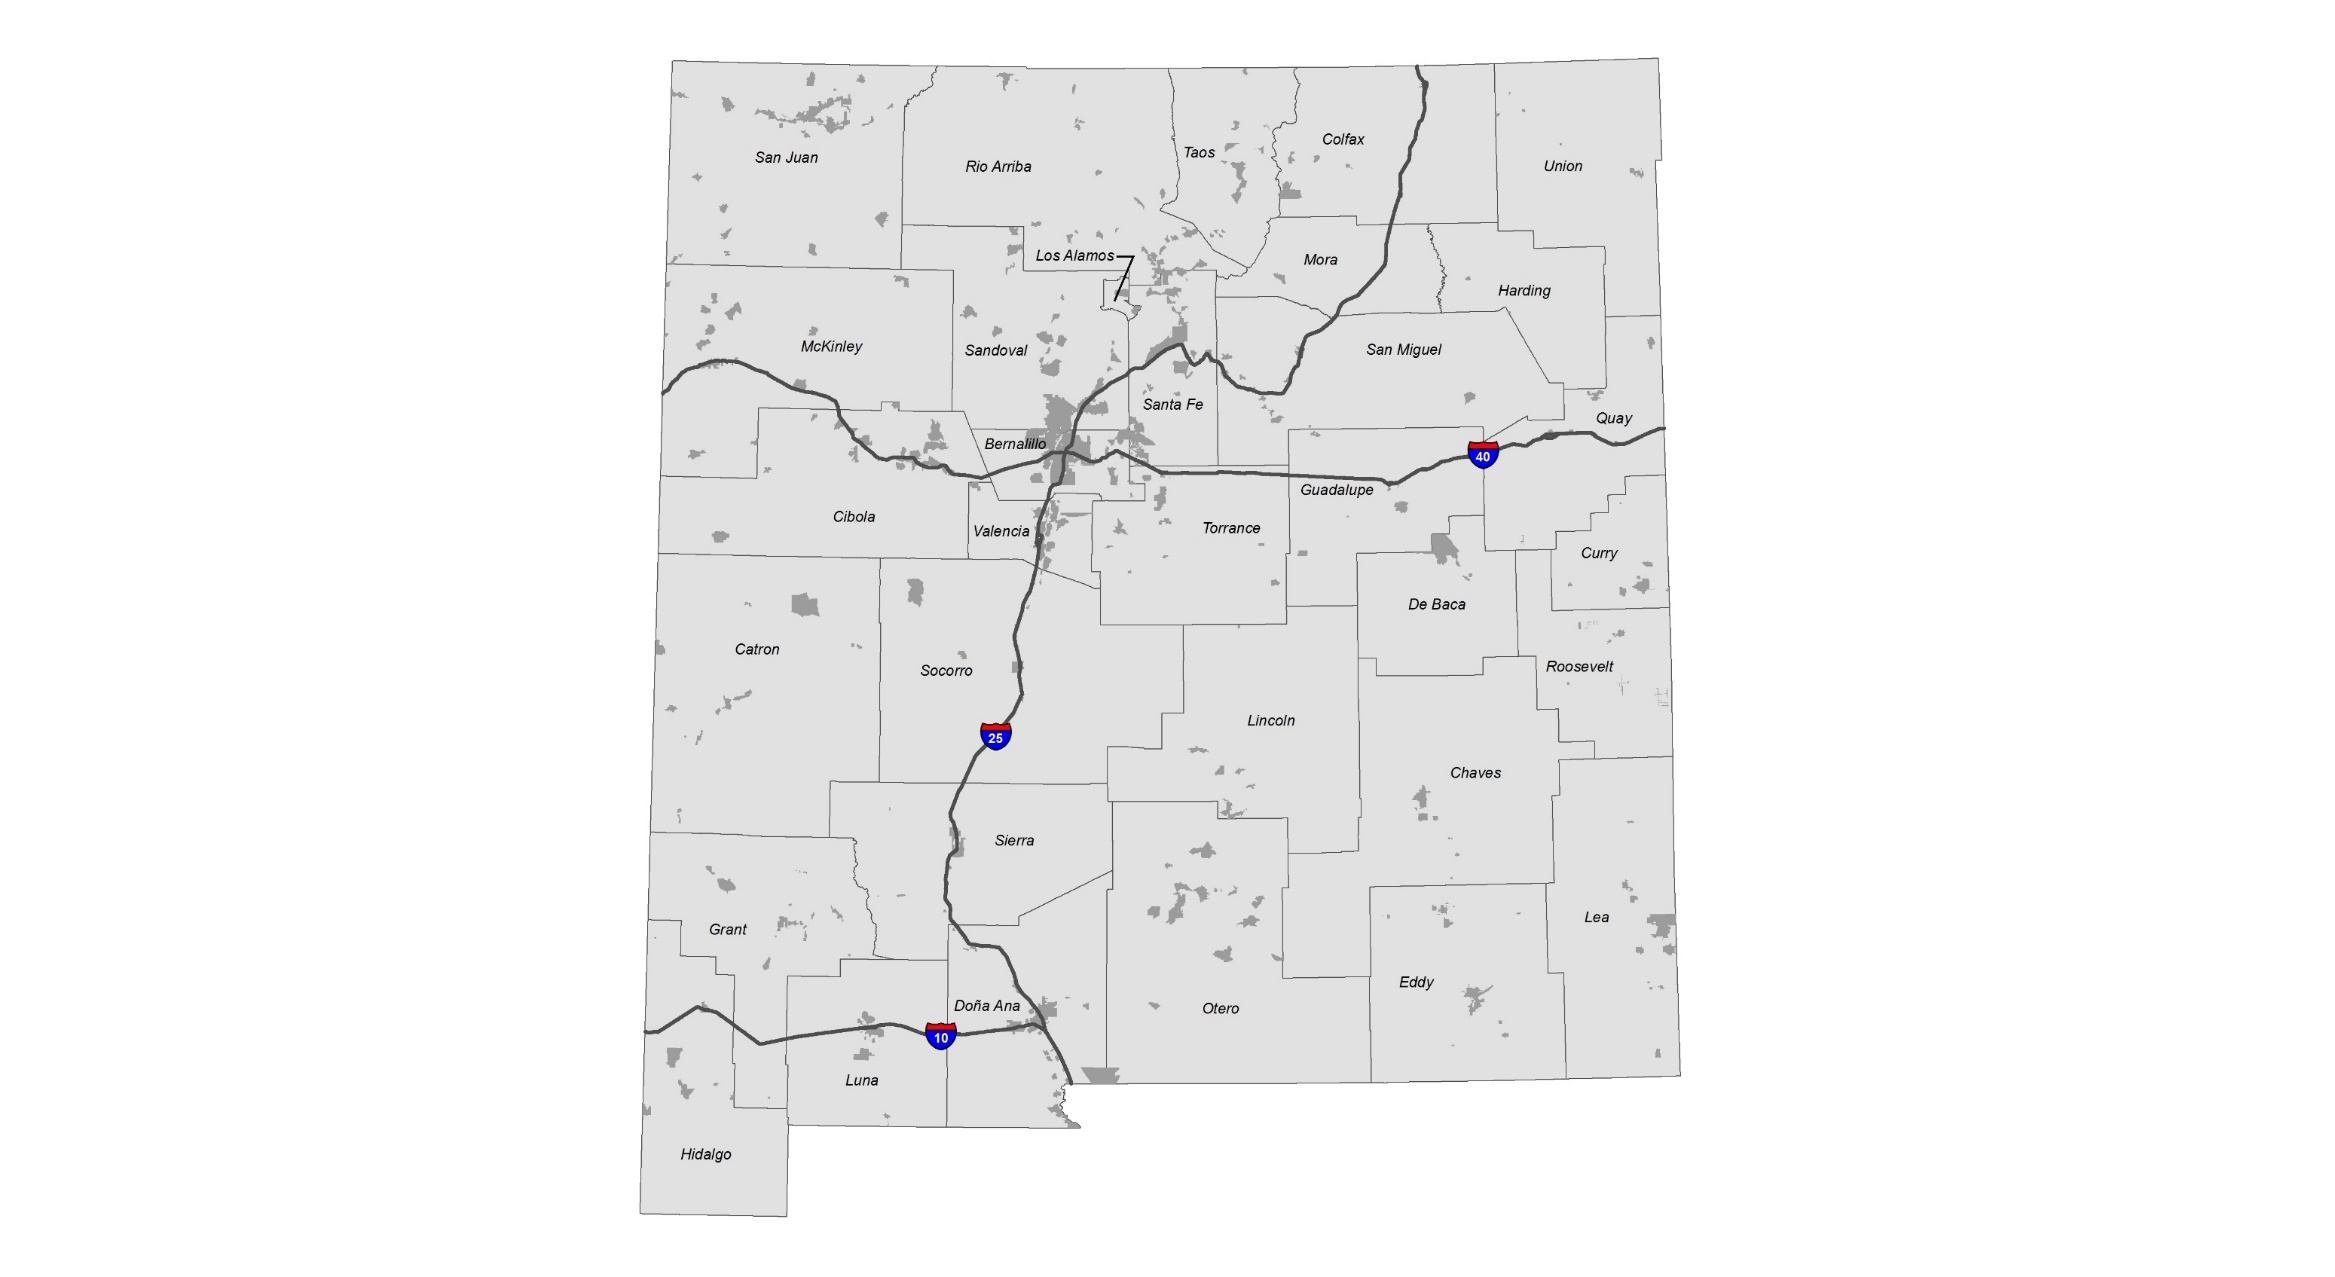 San Juan
Rio Arriba
Taos
Colfax
Union
Los Alamos
Mora
Harding
McKinley
Sandoval
San Miguel
Santa Fe
Quay
Bernalillo
40
Guadalupe
Cibola
Valencia
Torrance
Curry
De Baca
Catron
Socorro
Roosevelt
Lincoln
25
Chaves
Sierra
Grant
Lea
Eddy
Doña Ana
Otero
10
Luna
Hidalgo